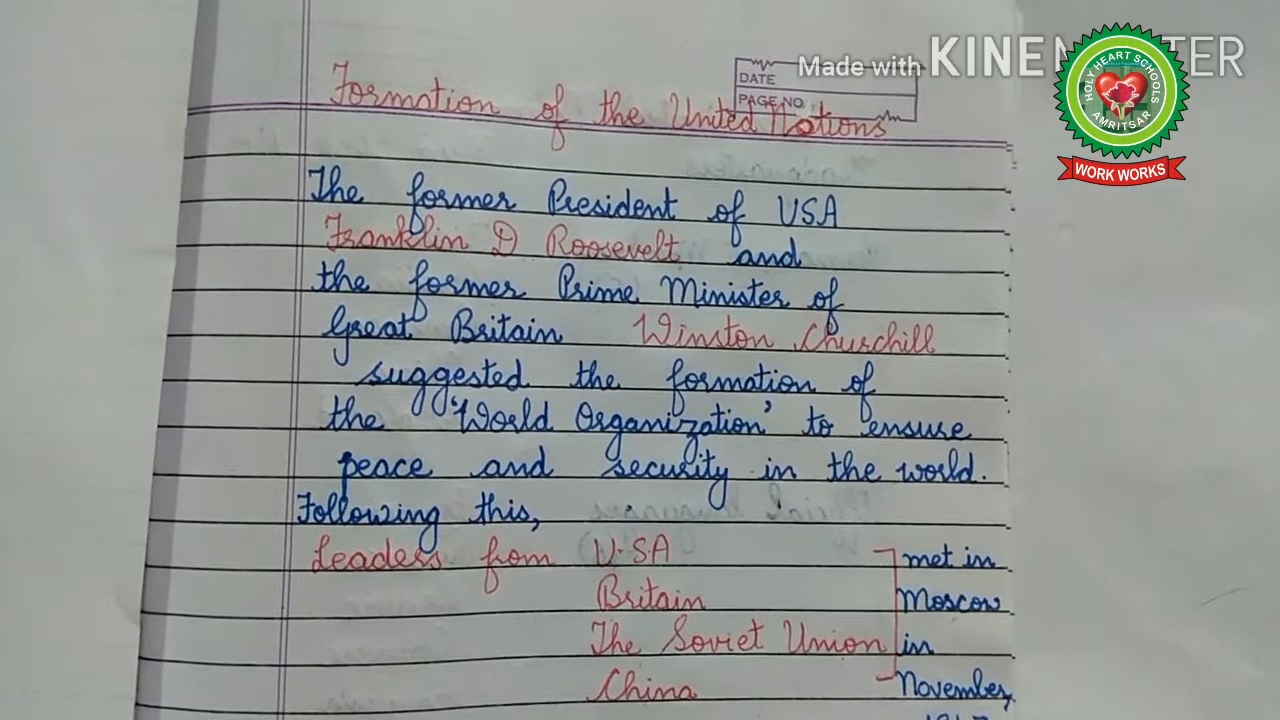 Made with KINEMASTER
HOLY HEART SCHOOLS
AMRITSAR
WORK WORKS
DATE
PAGE NO
Formation of the United Nations
The former President of USA
Franklin D Roosevelt and
the former Prime Minister of
Great Britain Winston Churchill
suggested the formation of
the 'World Organization' to ensure
peace and security in the world.
Following this,
Leaders from U.S.A met in
Britain Moscow
The Soviet Union in
China November,